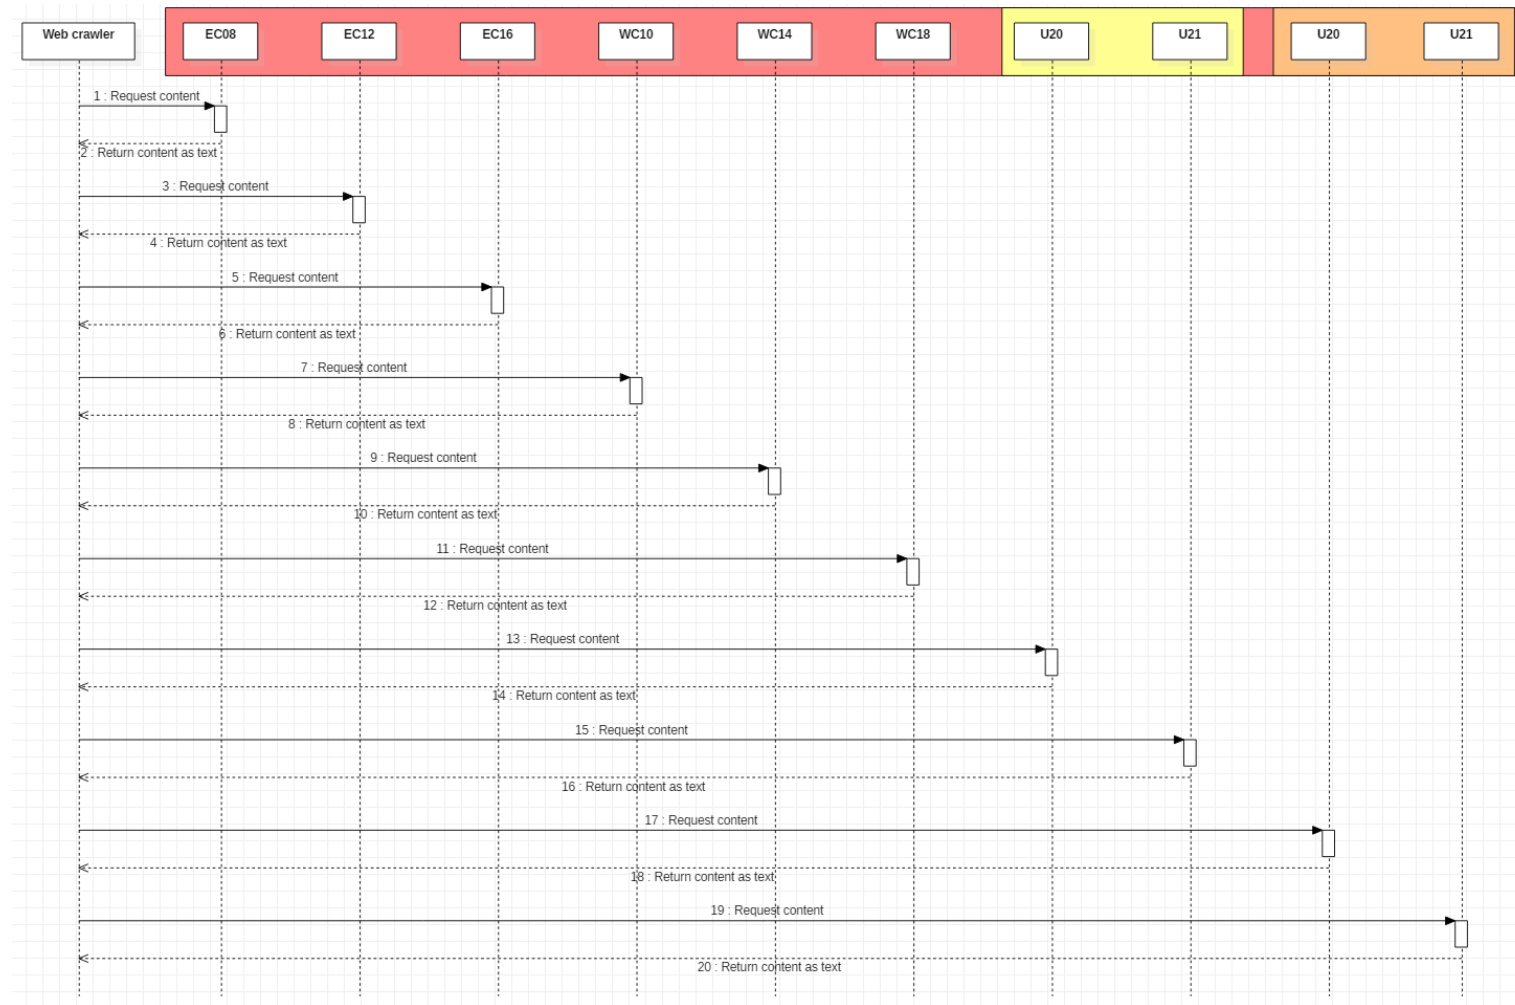 Web crawler
EC08
EC12
EC16
WC10
WC14
WC18
U20
U21
U20
U21
1 : Request content
2 : Return content as text
3 : Request content
4 : Return content as text
5 : Request content
6 : Return content as text
7 : Request content
8 : Return content as text
9 : Request content
10 : Return content as text
11 : Request content
12 : Return content as text
13 : Request content
14 : Return content as text
15 : Request content
16 : Return content as text
17 : Request content
18 : Return content as text
19 : Request content
20 : Return content as text